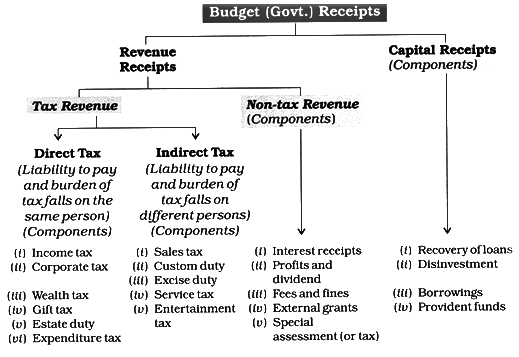 Budget (Govt.) Receipts
Revenue
Receipts
Capital Receipts
(Components)
Tax Revenue
Non-tax Revenue
(Components)
Direct Tax
(Liability to pay
and burden of
tax falls on the
same person)
(Components)
Indirect Tax
(Liability to pay
and burden of
tax falls on
different persons)
(Components)
(i) Income tax
(ii) Corporate tax
(iii) Wealth tax
(iv) Gift tax
(v) Estate duty
(vi) Expenditure tax
(i) Sales tax
(ii) Custom duty
(iii) Excise duty
(iv) Service tax
(v) Entertainment
tax
(i) Interest receipts
(ii) Profits and
dividend
(iii) Fees and fines
(iv) External grants
(v) Special
assessment (or tax)
(i) Recovery of loans
(ii) Disinvestment
(iii) Borrowings
(iv) Provident funds